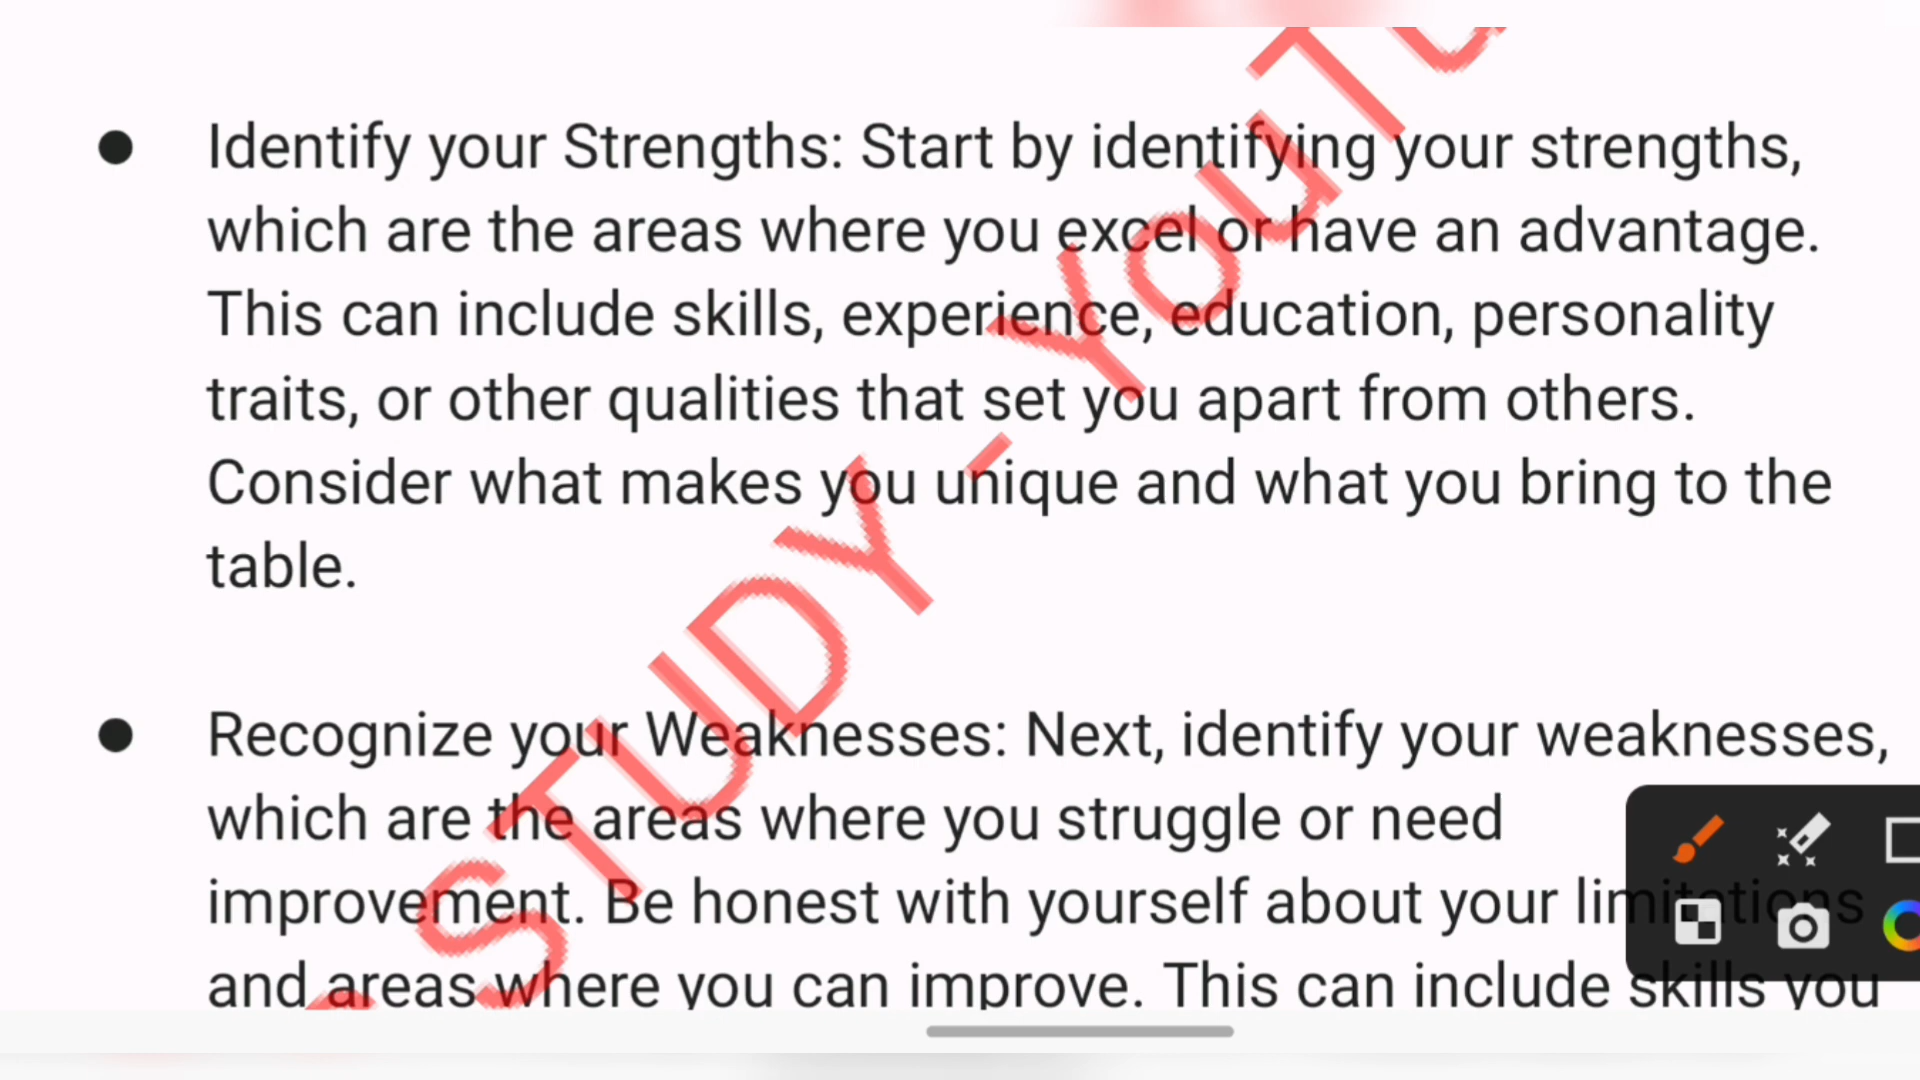 ● Identify your Strengths: Start by identifying your strengths,
which are the areas where you excel or have an advantage.
This can include skills, experience, education, personality
traits, or other qualities that set you apart from others.
Consider what makes you unique and what you bring to the
table.
● Recognize your Weaknesses: Next, identify your weaknesses,
which are the areas where you struggle or need
improvement. Be honest with yourself about your limitations
and areas where you can improve. This can include skills you
STUDY - YouTu